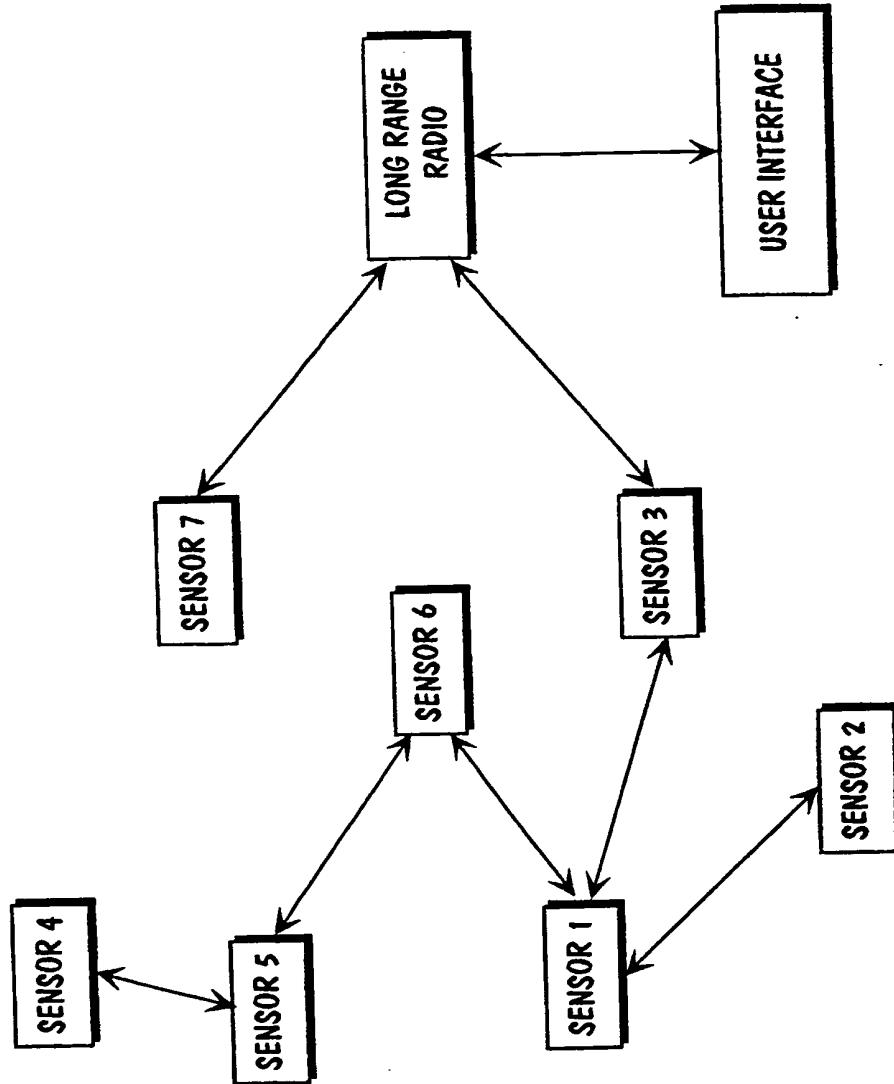 SENSOR 4
SENSOR 7
SENSOR 5
LONG RANGE
RADIO
SENSOR 6
SENSOR 1
SENSOR 3
USER INTERFACE
SENSOR 2